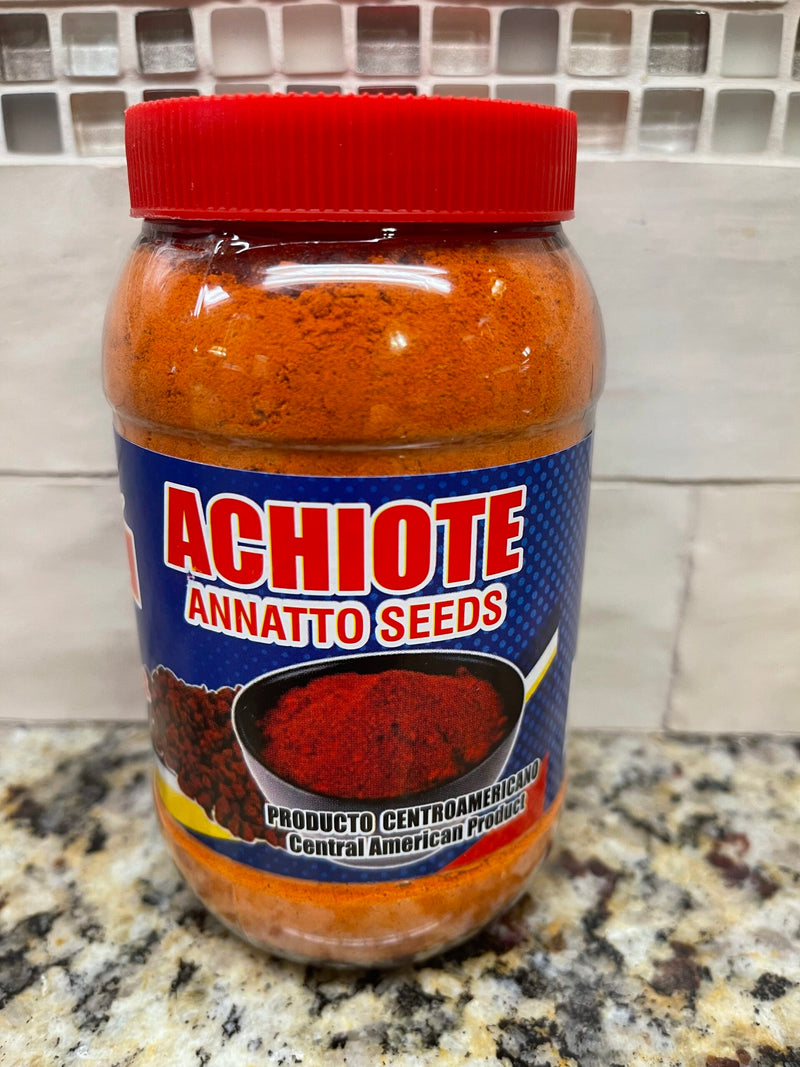 ACHIOTE
ANNATTO SEEDS
PRODUCTO CENTROAMERICANO
Central American Product